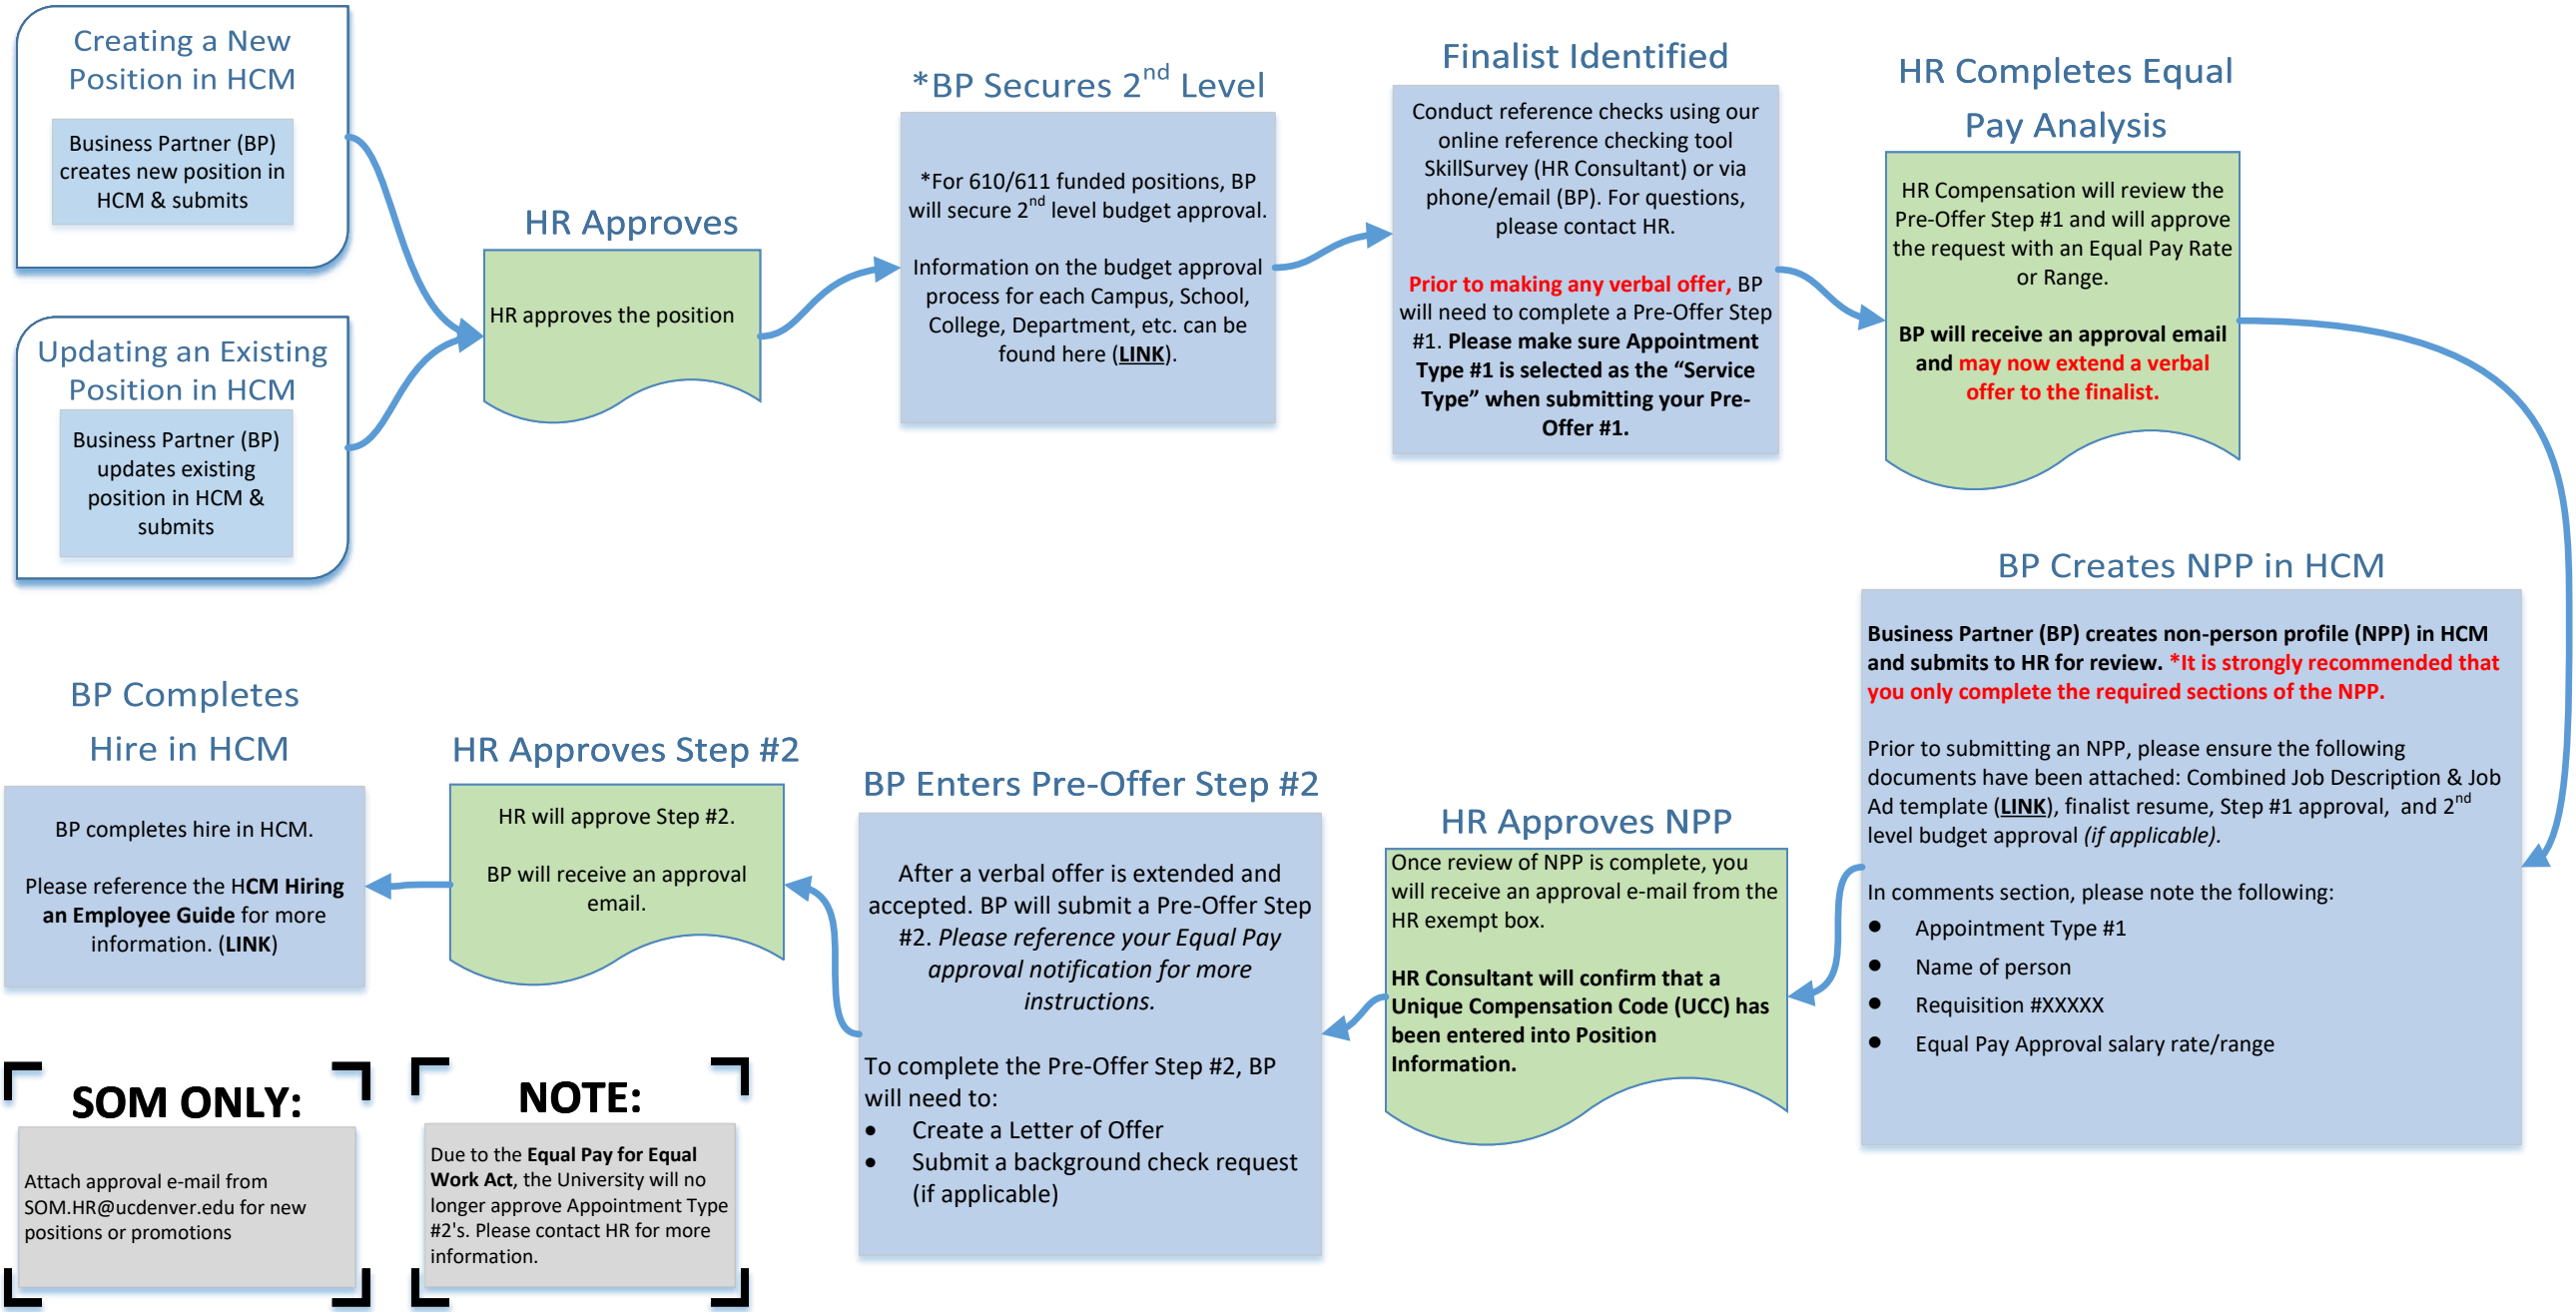 Creating a New
Position in HCM
Business Partner (BP)
creates new position in
HCM & submits
Updating an Existing
Position in HCM
Business Partner (BP)
updates existing
position in HCM &
submits
HR Approves
HR approves the position
*BP Secures 2nd Level
*For 610/611 funded positions, BP
will secure 2nd level budget approval.
Information on the budget approval
process for each Campus, School,
College, Department, etc. can be
found here (LINK).
Finalist Identified
Conduct reference checks using our
online reference checking tool
SkillSurvey (HR Consultant) or via
phone/email (BP). For questions,
please contact HR.
Prior to making any verbal offer, BP
will need to complete a Pre-Offer Step
#1. Please make sure Appointment
Type #1 is selected as the “Service
Type” when submitting your Pre-
Offer #1.
HR Completes Equal
Pay Analysis
HR Compensation will review the
Pre-Offer Step #1 and will approve
the request with an Equal Pay Rate
or Range.
BP will receive an approval email
and may now extend a verbal
offer to the finalist.
BP Creates NPP in HCM
Business Partner (BP) creates non-person profile (NPP) in HCM
and submits to HR for review. *It is strongly recommended that
you only complete the required sections of the NPP.
Prior to submitting an NPP, please ensure the following
documents have been attached: Combined Job Description & Job
Ad template (LINK), finalist resume, Step #1 approval, and 2nd
level budget approval (if applicable).
In comments section, please note the following:
● Appointment Type #1
● Name of person
● Requisition #XXXXX
● Equal Pay Approval salary rate/range
HR Approves NPP
Once review of NPP is complete, you
will receive an approval e-mail from the
HR exempt box.
HR Consultant will confirm that a
Unique Compensation Code (UCC) has
been entered into Position
Information.
BP Enters Pre-Offer Step #2
After a verbal offer is extended and
accepted. BP will submit a Pre-Offer Step
#2. Please reference your Equal Pay
approval notification for more
instructions.
To complete the Pre-Offer Step #2, BP
will need to:
• Create a Letter of Offer
• Submit a background check request
(if applicable)
HR Approves Step #2
HR will approve Step #2.
BP will receive an approval
email.
BP Completes
Hire in HCM
BP completes hire in HCM.
Please reference the HCM Hiring
an Employee Guide for more
information. (LINK)
SOM ONLY:
Attach approval e-mail from
SOM.HR@ucdenver.edu for new
positions or promotions
NOTE:
Due to the Equal Pay for Equal
Work Act, the University will no
longer approve Appointment Type
#2's. Please contact HR for more
information.